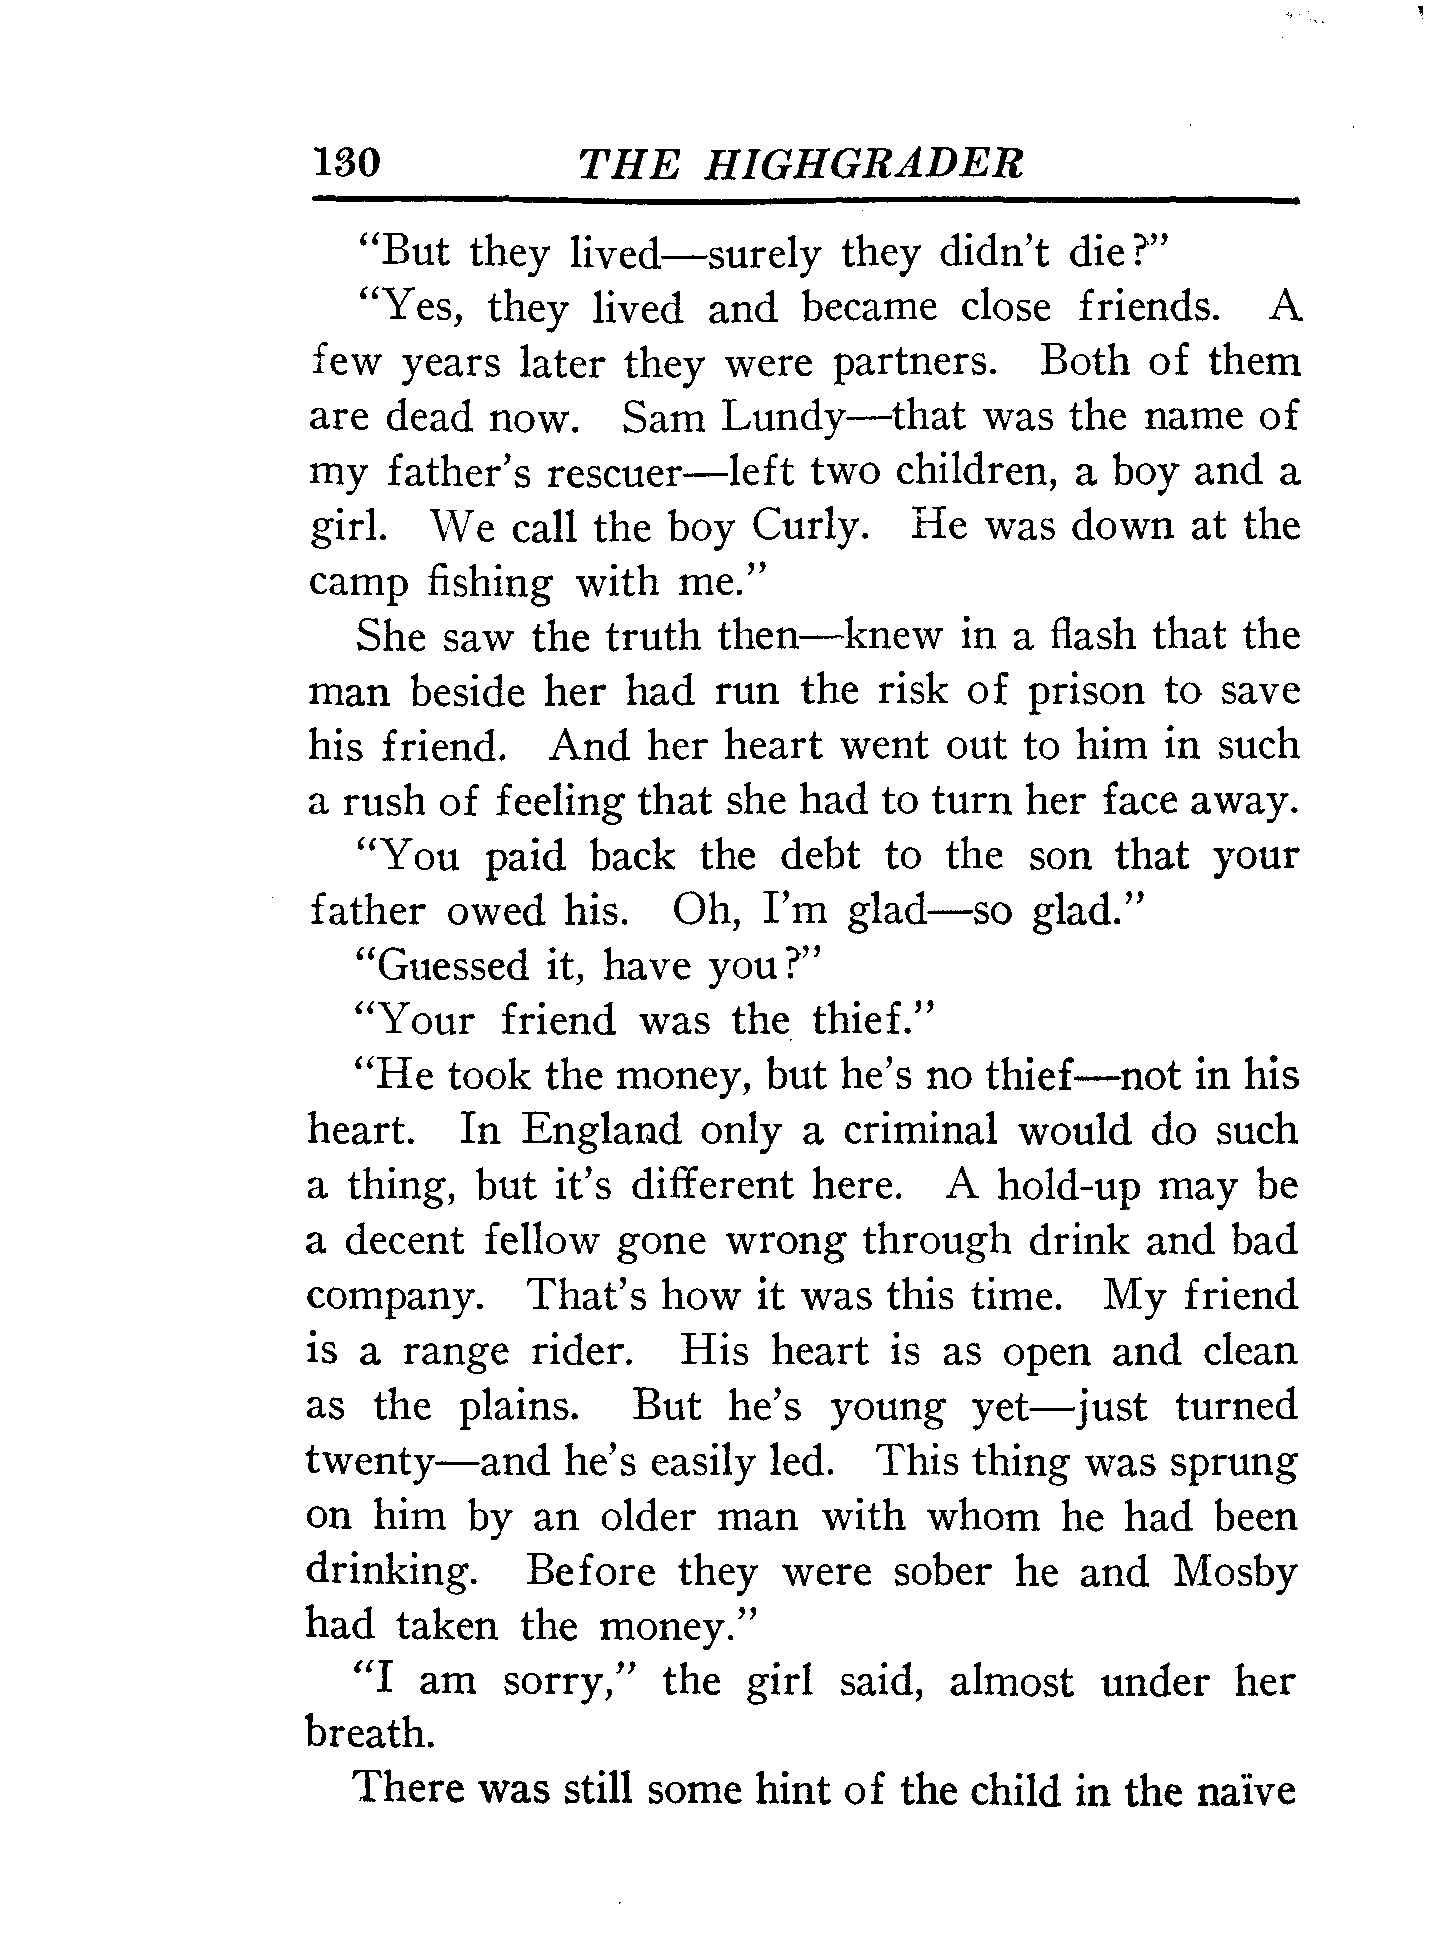 130 THE HIGHGRADER
“But they lived—surely they didn't die?”
“Yes, they lived and became close friends. A
few years later they were partners. Both of them
are dead now. Sam Lundy—that was the name of
my father's rescuer—left two children, a boy and a
girl. We call the boy Curly. He was down at the
camp fishing with me.”
She saw the truth then—knew in a flash that the
man beside her had run the risk of prison to save
his friend. And her heart went out to him in such
a rush of feeling that she had to turn her face away.
“You paid back the debt to the son that your
father owed his. Oh, I'm glad—so glad.”
“Guessed it, have you?”
“Your friend was the thief.”
“He took the money, but he's no thief—not in his
heart. In England only a criminal would do such
a thing, but it's different here. A hold-up may be
a decent fellow gone wrong through drink and bad
company. That's how it was this time. My friend
is a range rider. His heart is as open and clean
as the plains. But he's young yet—just turned
twenty—and he's easily led. This thing was sprung
on him by an older man with whom he had been
drinking. Before they were sober he and Mosby
had taken the money.”
“I am sorry,” the girl said, almost under her
breath.
There was still some hint of the child in the naïve